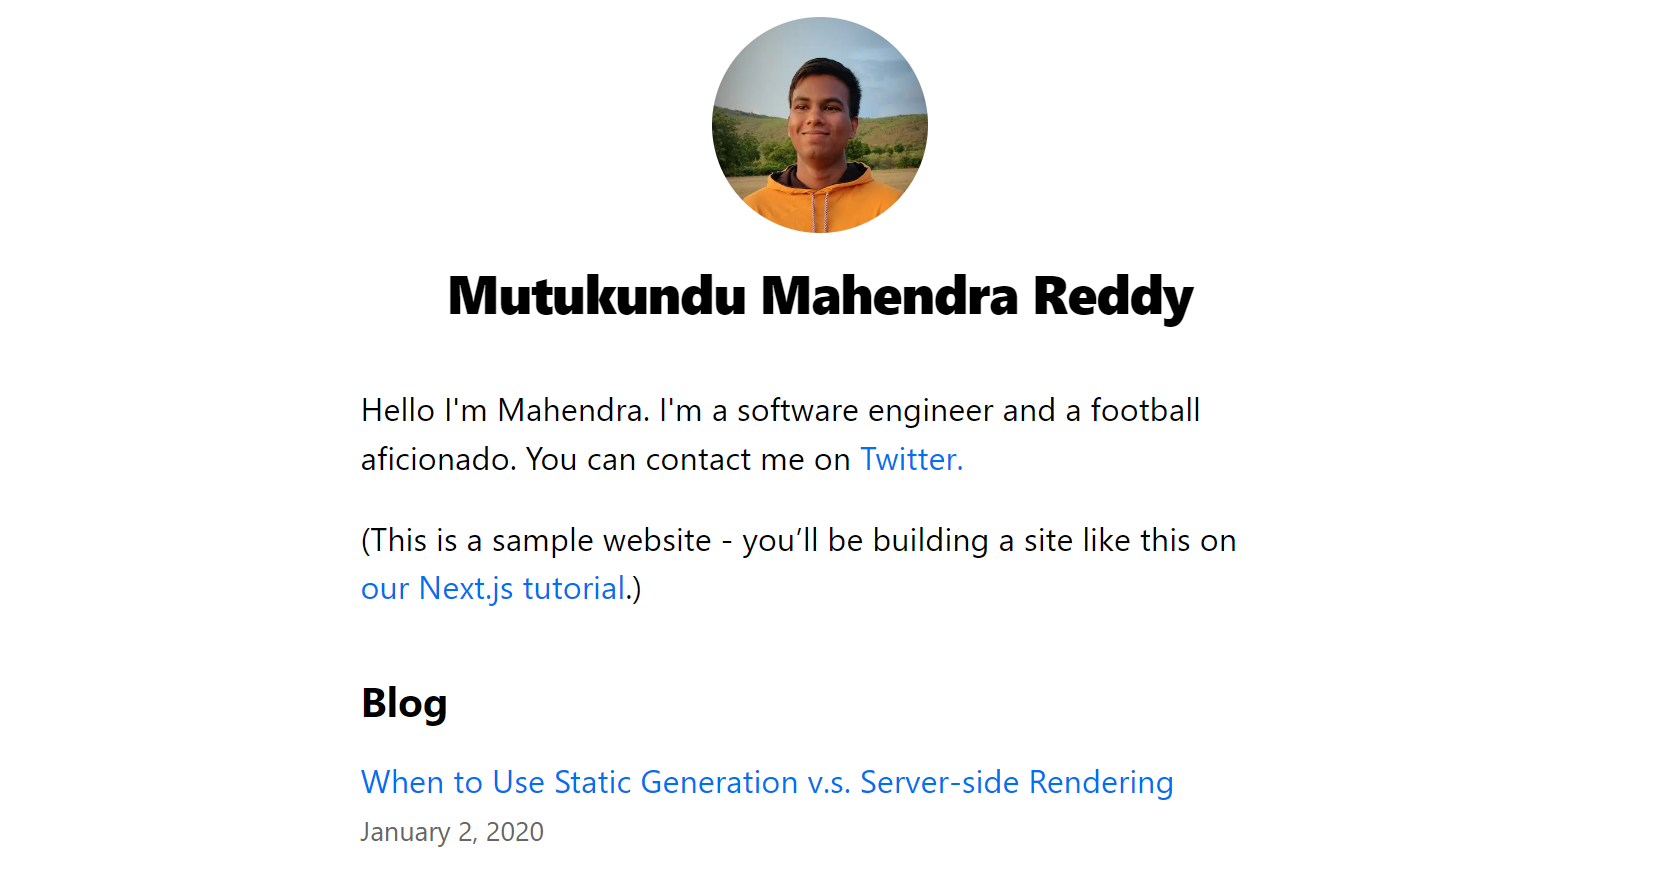 Mutukundu Mahendra Reddy
Hello I'm Mahendra. I'm a software engineer and a football
aficionado. You can contact me on Twitter.
(This is a sample website - you’ll be building a site like this on
our Next.js tutorial.)
Blog
When to Use Static Generation v.s. Server-side Rendering
January 2, 2020